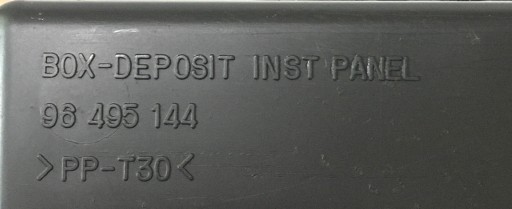 BOX-DEPOSIT INST PANEL
96 495 144
>PP-T30<